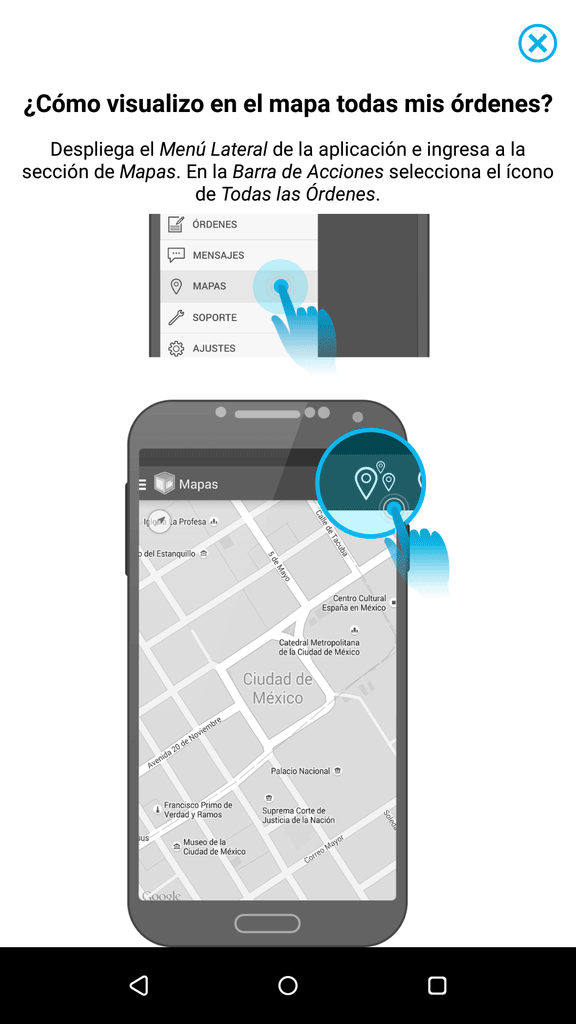 ¿Cómo visualizo en el mapa todas mis órdenes?
Despliega el Menú Lateral de la aplicación e ingresa a la
sección de Mapas. En la Barra de Acciones selecciona el ícono
de Todas las Órdenes.
ÓRDENES
MENSAJES
MAPAS
SOPORTE
AJUSTES
Mapas
La Profesa
Calle de Tacuba
o del Estanquillo
5 de Mayo
Centro Cultural
España en México
Catedral Metropolitana
de la Ciudad de México
Ciudad de
México
Avenida 20 de Noviembre
Palacio Nacional
Francisco Primo de
Verdad y Ramos
Suprema Corte de
Justicia de la Nación
Soleda
sus
Museo de la
Ciudad de México
Correo Mayor
Google